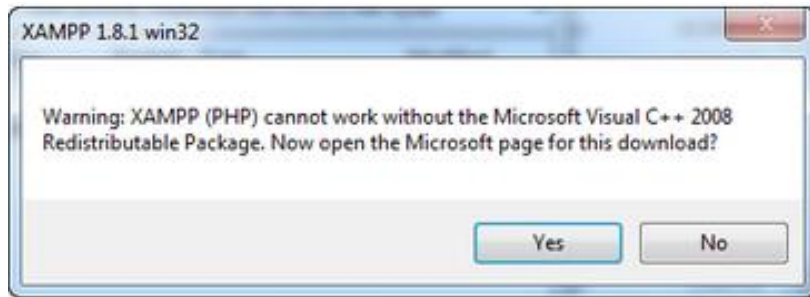 XAMPP 1.8.1 win32
Warning: XAMPP (PHP) cannot work without the Microsoft Visual C++ 2008
Redistributable Package. Now open the Microsoft page for this download?
Yes
No